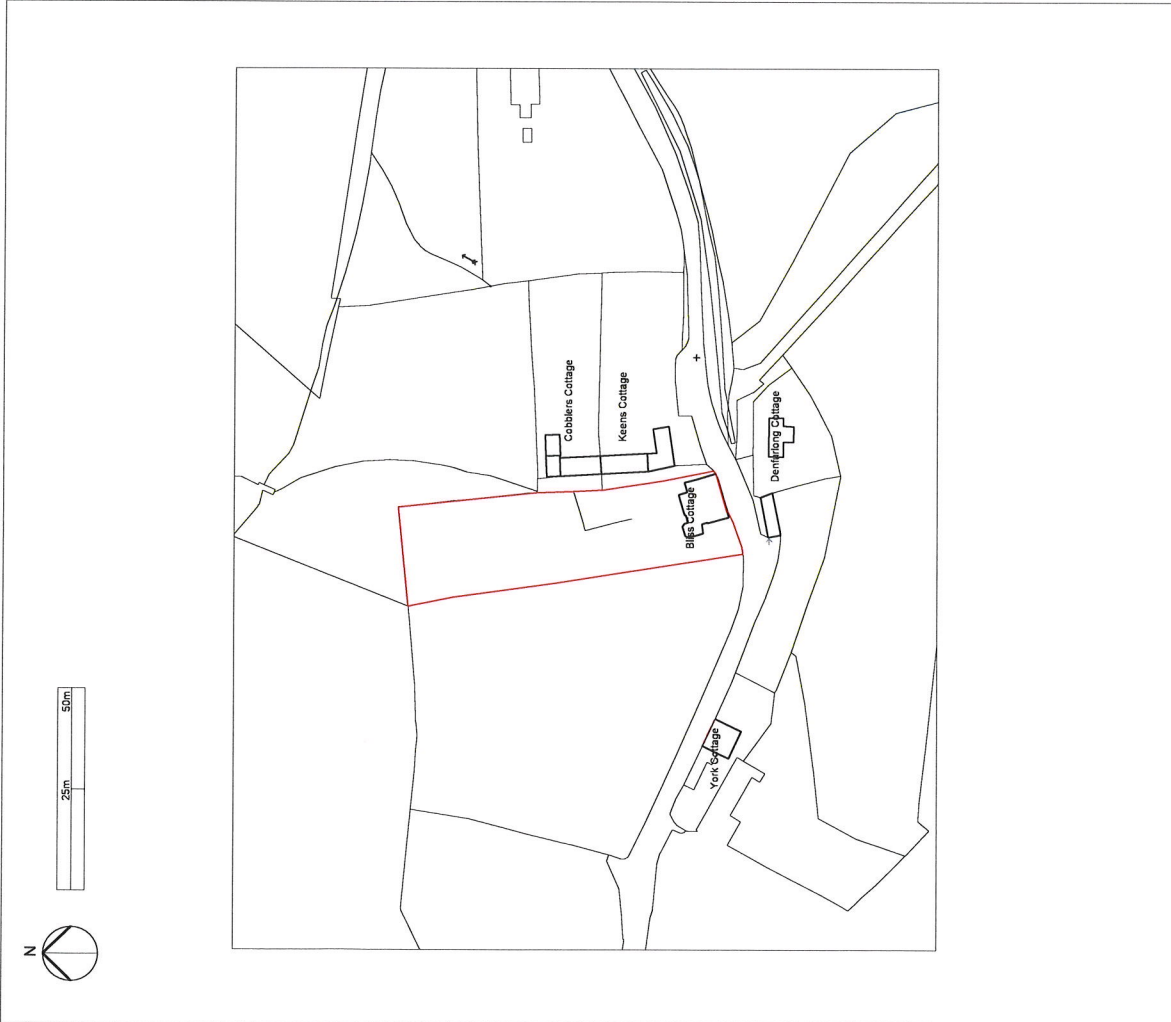 N
25m
50m
Cobblers Cottage
Keens Cottage
Bliss Cottage
Denfurlong Cottage
York Cottage